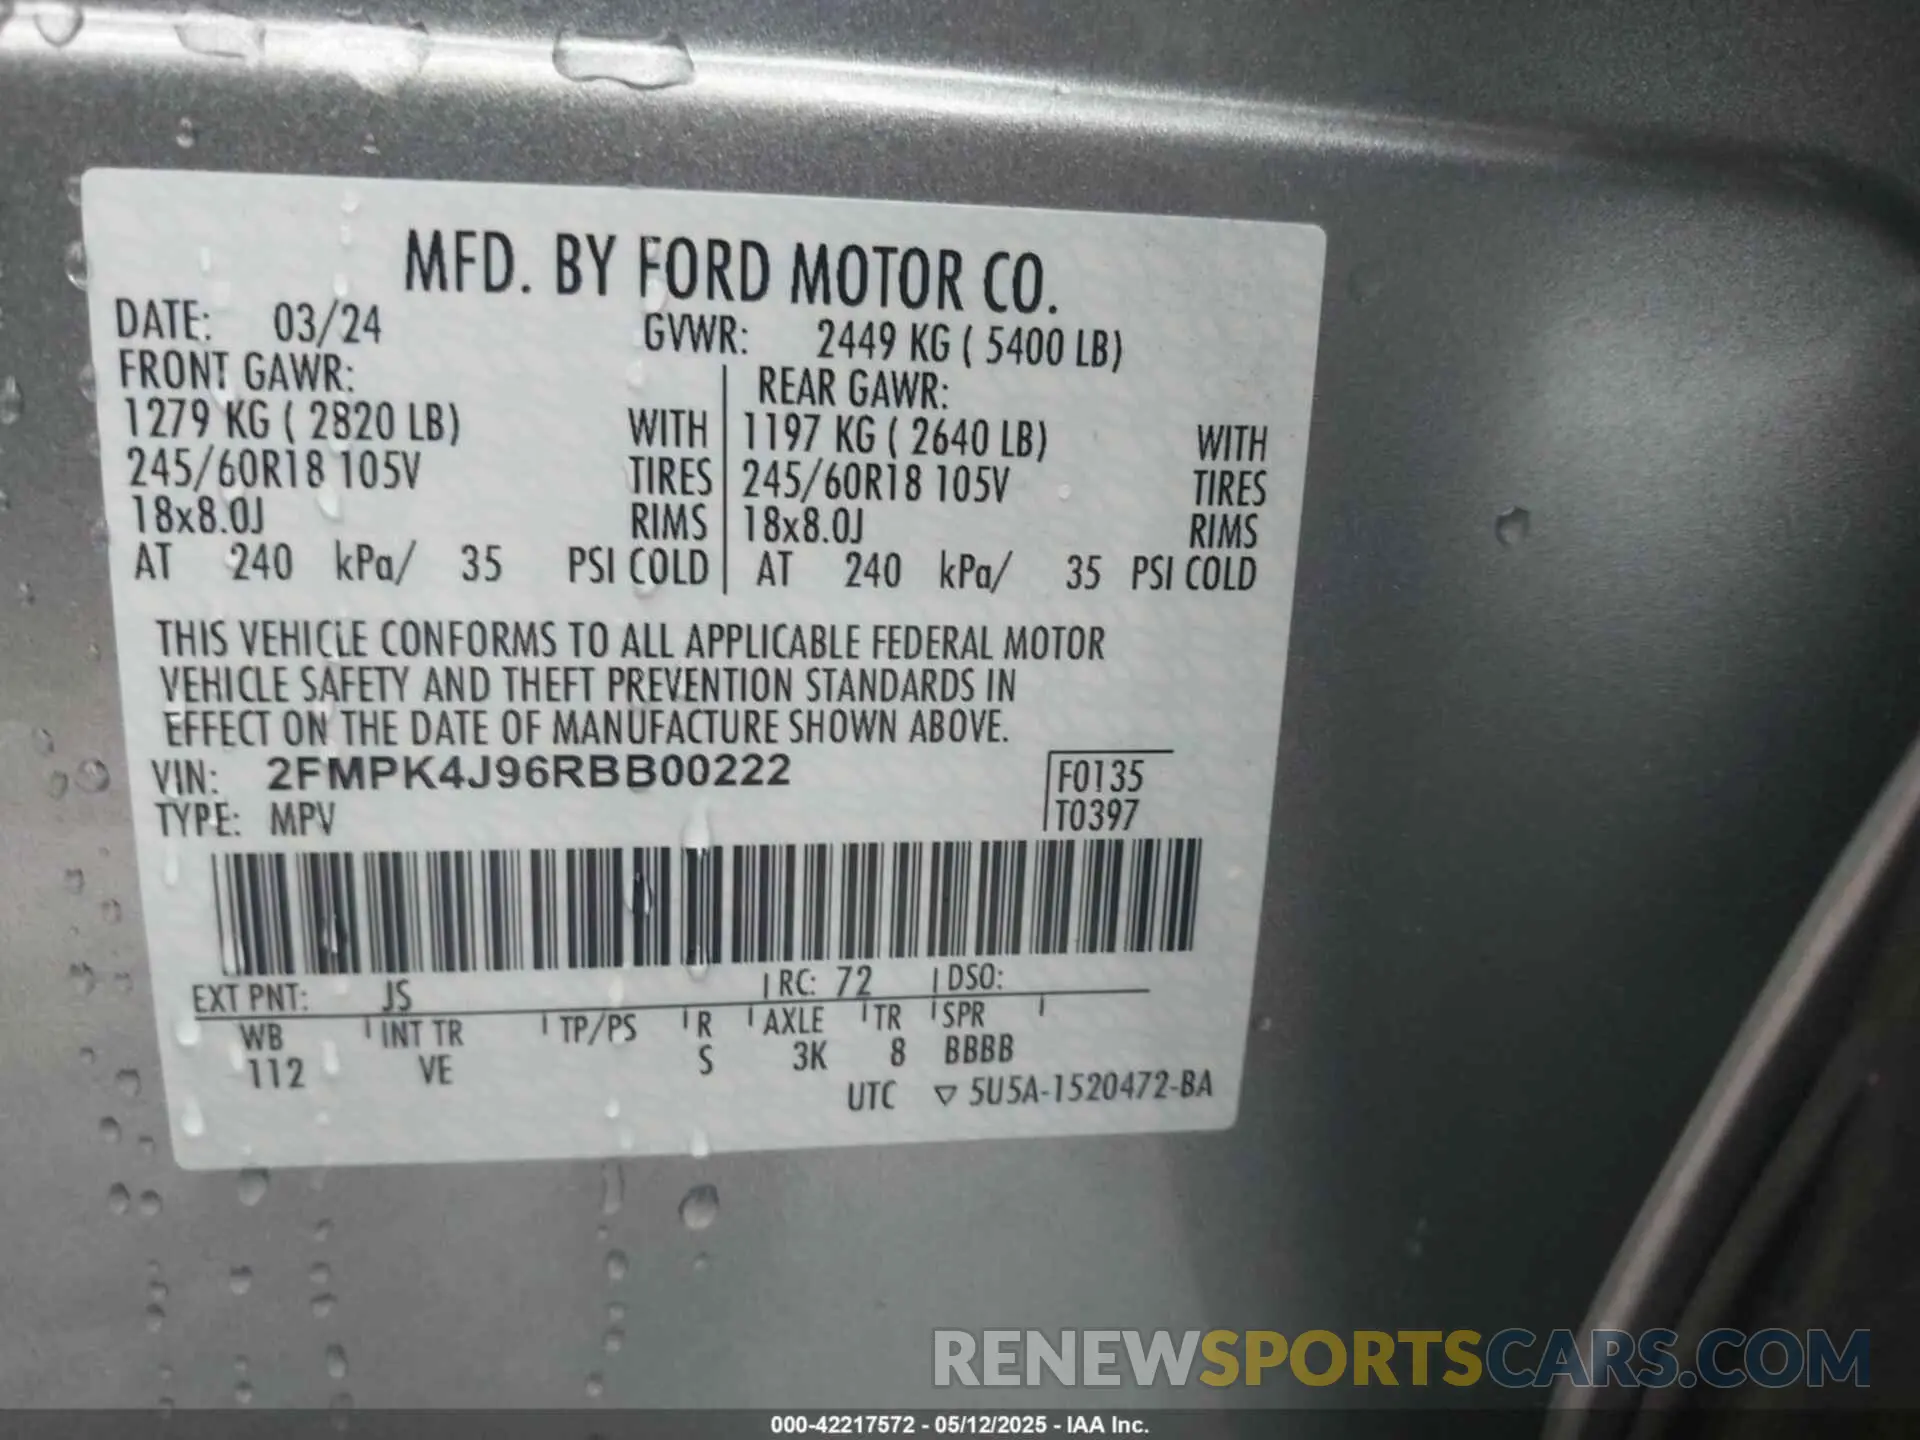 MFD. BY FORD MOTOR CO.
DATE: 03/24 GVWR: 2449 KG ( 5400 LB)
FRONT GAWR: REAR GAWR:
1279 KG ( 2820 LB) WITH 1197 KG ( 2640 LB) WITH
245/60R18 105V TIRES 245/60R18 105V TIRES
18x8.0J RIMS 18x8.0J RIMS
AT 240 kPa/ 35 PSI COLD AT 240 kPa/ 35 PSI COLD
THIS VEHICLE CONFORMS TO ALL APPLICABLE FEDERAL MOTOR
VEHICLE SAFETY AND THEFT PREVENTION STANDARDS IN
EFFECT ON THE DATE OF MANUFACTURE SHOWN ABOVE.
VIN: 2FMPK4J96RBB00222 F0135
TYPE: MPV T0397
EXT PNT: JS RC: 72 DSO:
WB INT TR TP/PS R AXLE TR SPR
112 VE S 3K 8 BBBB
UTC ▽ 5U5A-1520472-BA
RENEWSPORTSCARS.COM
000-42217572 - 05/12/2025 - IAA Inc.